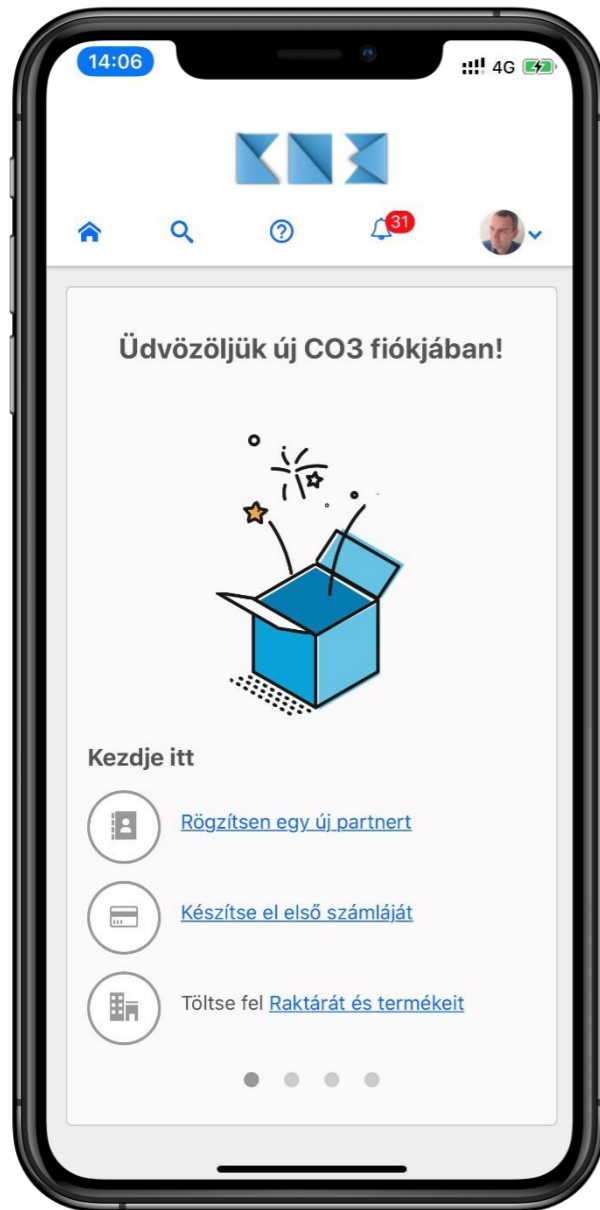 14:06
4G
31
Üdvözöljük új CO3 fiókjában!
Kezdje itt
Rögzítsen egy új partnert
Készítse el első számláját
Töltse fel Raktárát és termékeit